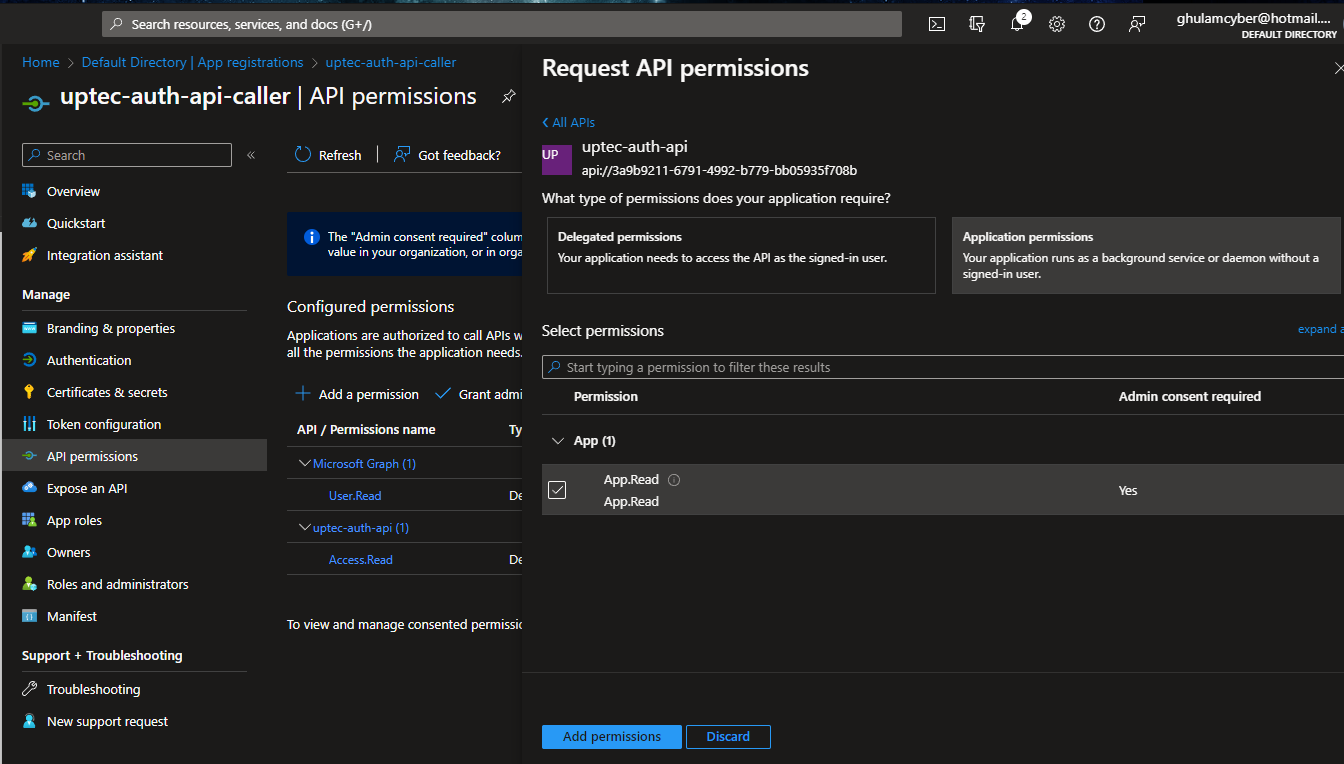 Search resources, services, and docs (G+/)
2
ghulamcyber@hotmail....
DEFAULT DIRECTORY
Home > Default Directory | App registrations > uptec-auth-api-caller
uptec-auth-api-caller | API permissions
Search
«
Overview
Quickstart
Integration assistant
Manage
Branding & properties
Authentication
Certificates & secrets
Token configuration
API permissions
Expose an API
App roles
Owners
Roles and administrators
Manifest
Support + Troubleshooting
Troubleshooting
New support request
Refresh | Got feedback?
The "Admin consent required" colum
value in your organization, or in orga
Configured permissions
Applications are authorized to call APIs w
all the permissions the application needs.
Add a permission Grant admi
API / Permissions name Ty
Microsoft Graph (1)
User.Read De
uptec-auth-api (1)
Access.Read De
To view and manage consented permissio
Request API permissions
All APIs
UP
uptec-auth-api
api://3a9b9211-6791-4992-b779-bb05935f708b
What type of permissions does your application require?
Delegated permissions
Your application needs to access the API as the signed-in user.
Application permissions
Your application runs as a background service or daemon without a
signed-in user.
Select permissions
expand a
Start typing a permission to filter these results
Permission Admin consent required
App (1)
App.Read
App.Read
Yes
Add permissions Discard